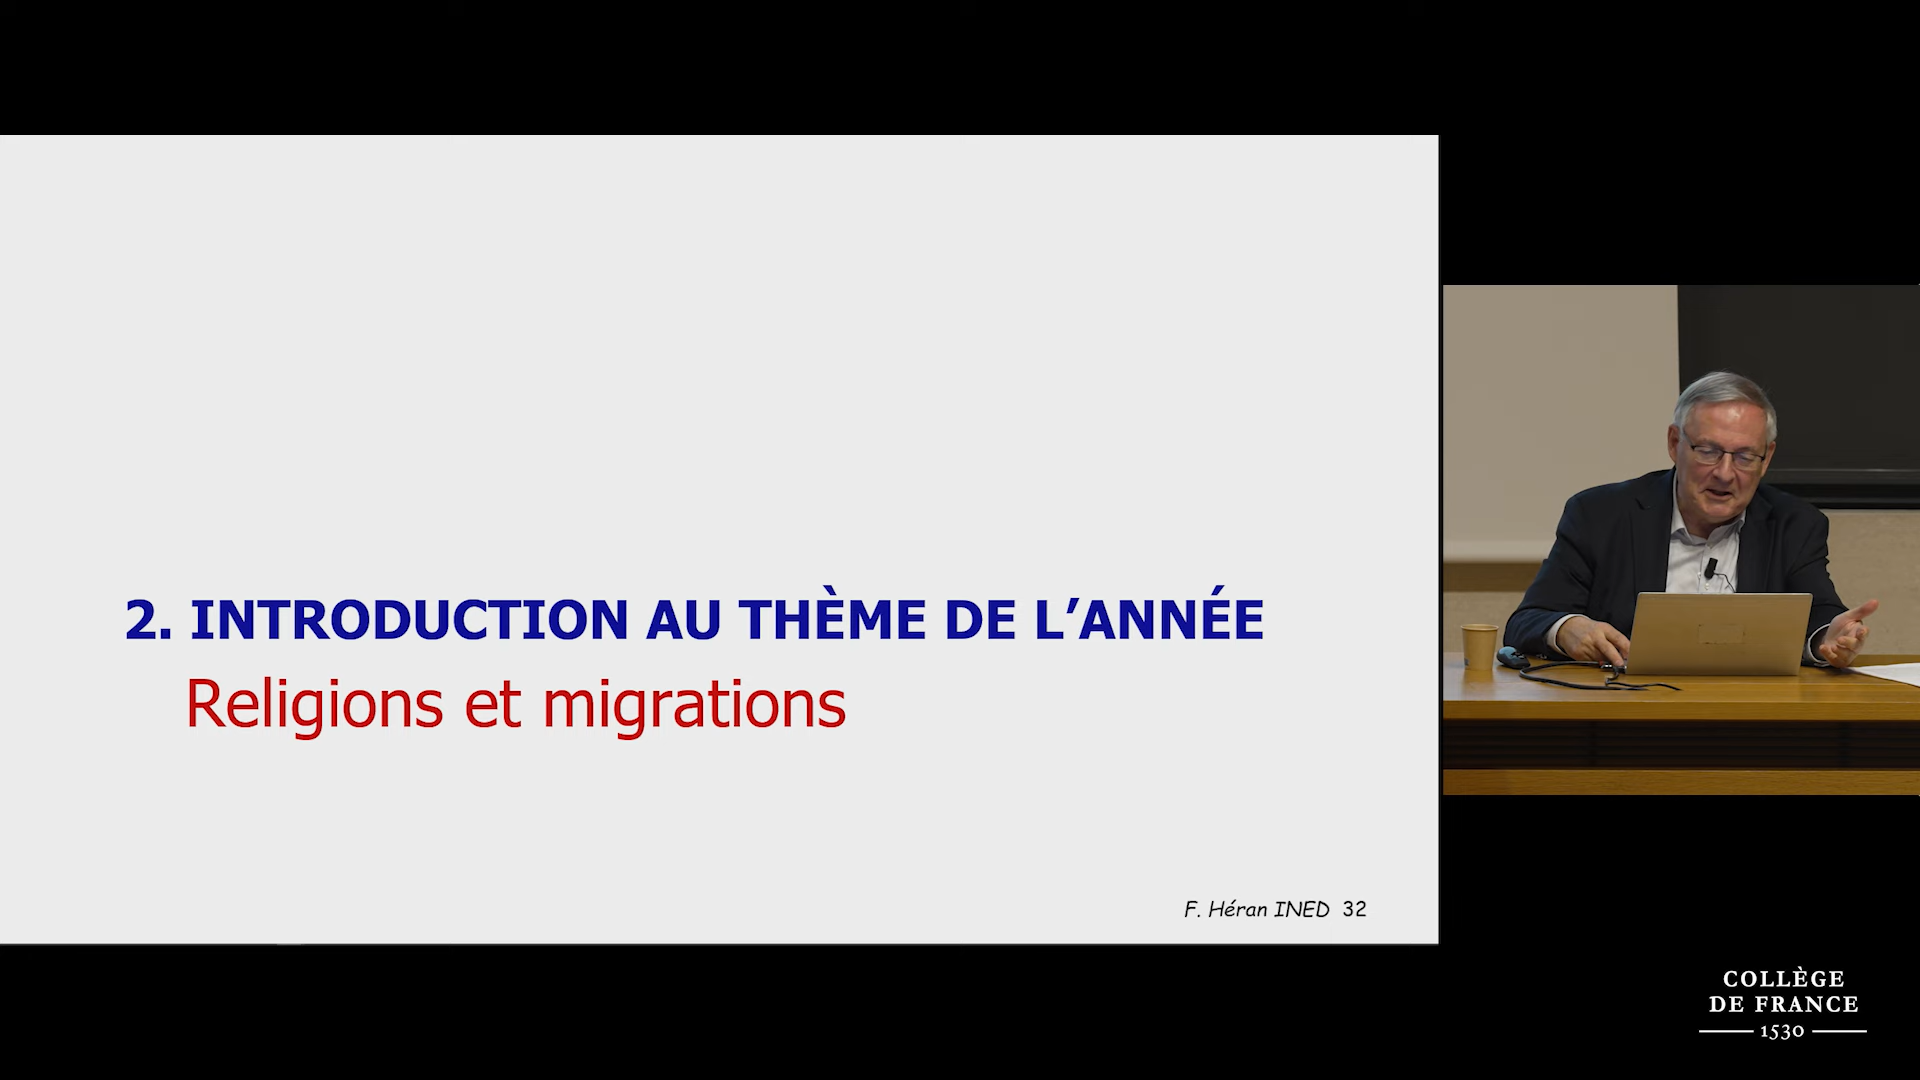 2. INTRODUCTION AU THÈME DE L’ANNÉE
Religions et migrations
F. Héran INED 32
COLLÈGE
DE FRANCE
1530